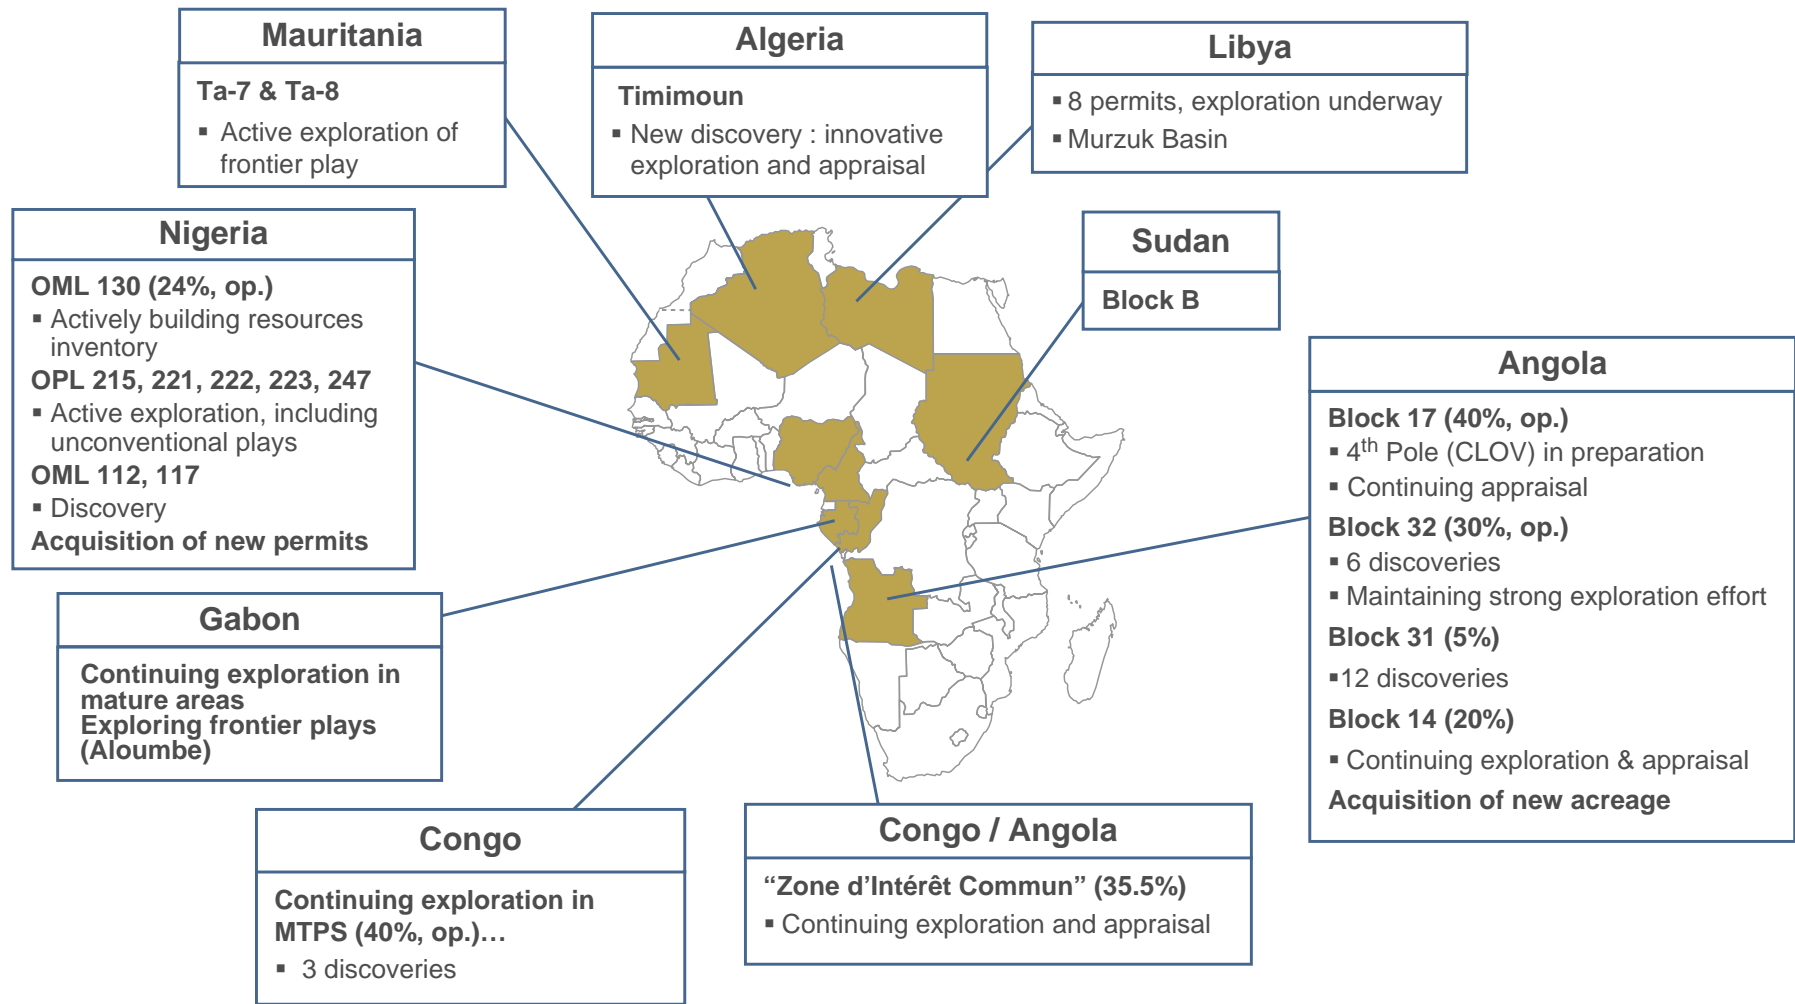 Mauritania
Ta-7 & Ta-8
▪ Active exploration of
frontier play
Algeria
Timimoun
▪ New discovery : innovative
exploration and appraisal
Libya
▪ 8 permits, exploration underway
▪ Murzuk Basin
Nigeria
OML 130 (24%, op.)
▪ Actively building resources
inventory
OPL 215, 221, 222, 223, 247
▪ Active exploration, including
unconventional plays
OML 112, 117
▪ Discovery
Acquisition of new permits
Sudan
Block B
Angola
Block 17 (40%, op.)
▪ 4th Pole (CLOV) in preparation
▪ Continuing appraisal
Block 32 (30%, op.)
▪ 6 discoveries
▪ Maintaining strong exploration effort
Block 31 (5%)
▪12 discoveries
Block 14 (20%)
▪ Continuing exploration & appraisal
Acquisition of new acreage
Gabon
Continuing exploration in
mature areas
Exploring frontier plays
(Aloumbe)
Congo
Continuing exploration in
MTPS (40%, op.)…
▪ 3 discoveries
Congo / Angola
“Zone d’Intérêt Commun” (35.5%)
▪ Continuing exploration and appraisal